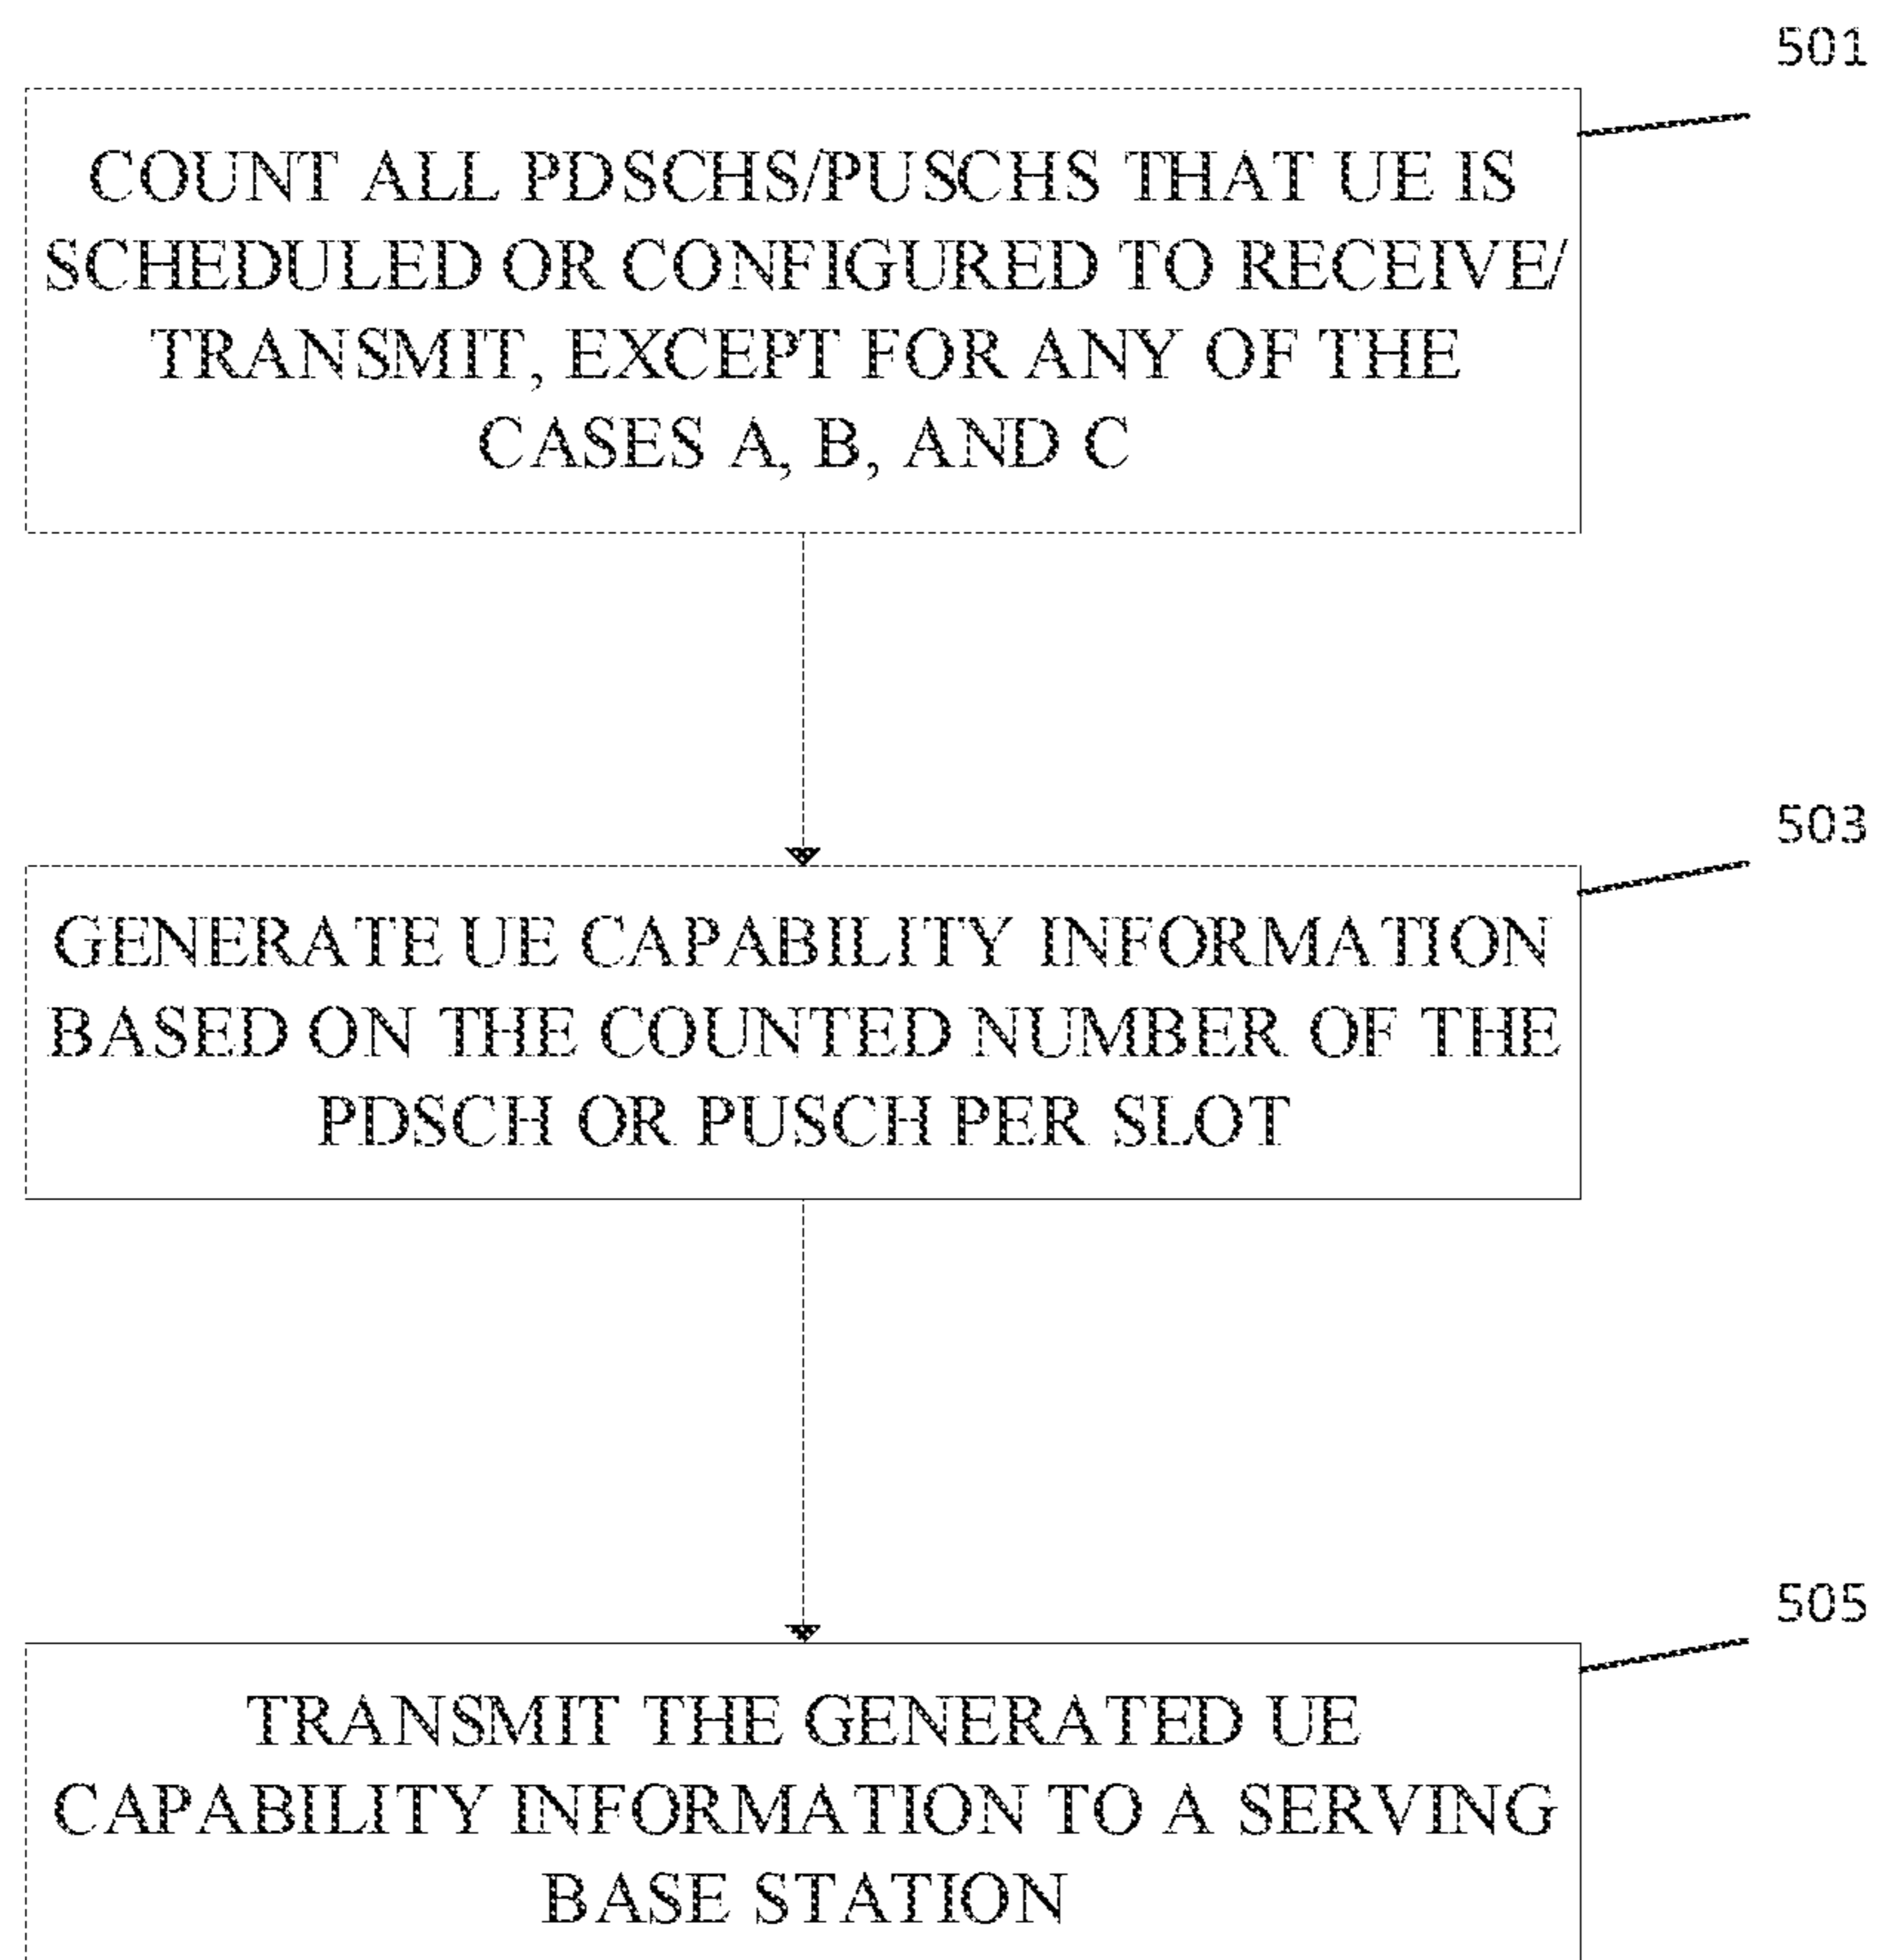 501
COUNT ALL PDSCHS/PUSCHS THAT UE IS
SCHEDULED OR CONFIGURED TO RECEIVE/
TRANSMIT, EXCEPT FOR ANY OF THE
CASES A, B, AND C
503
GENERATE UE CAPABILITY INFORMATION
BASED ON THE COUNTED NUMBER OF THE
PDSCH OR PUSCH PER SLOT
505
TRANSMIT THE GENERATED UE
CAPABILITY INFORMATION TO A SERVING
BASE STATION